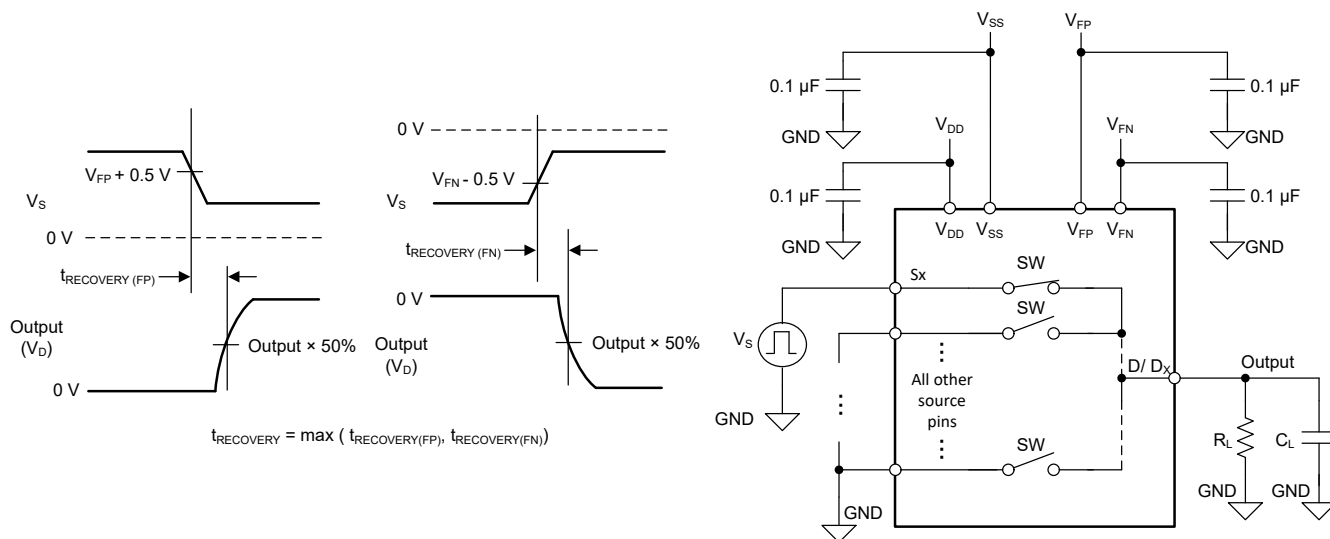 V_FP + 0.5 V
V_S
0 V
t_RECOVERY (FP)
Output
(V_D)
Output × 50%
0 V
0 V
V_FN - 0.5 V
V_S
t_RECOVERY (FN)
0 V
Output
(V_D)
Output × 50%
t_RECOVERY = max ( t_RECOVERY(FP), t_RECOVERY(FN))
V_SS
V_FP
0.1 µF
0.1 µF
GND
GND
V_DD
V_FN
0.1 µF
0.1 µF
GND
GND
V_DD
V_SS
V_FP
V_FN
Sx
SW
SW
V_S
GND
...
...
All other
source
pins
...
SW
GND
D/ D_X
Output
R_L
C_L
GND
GND